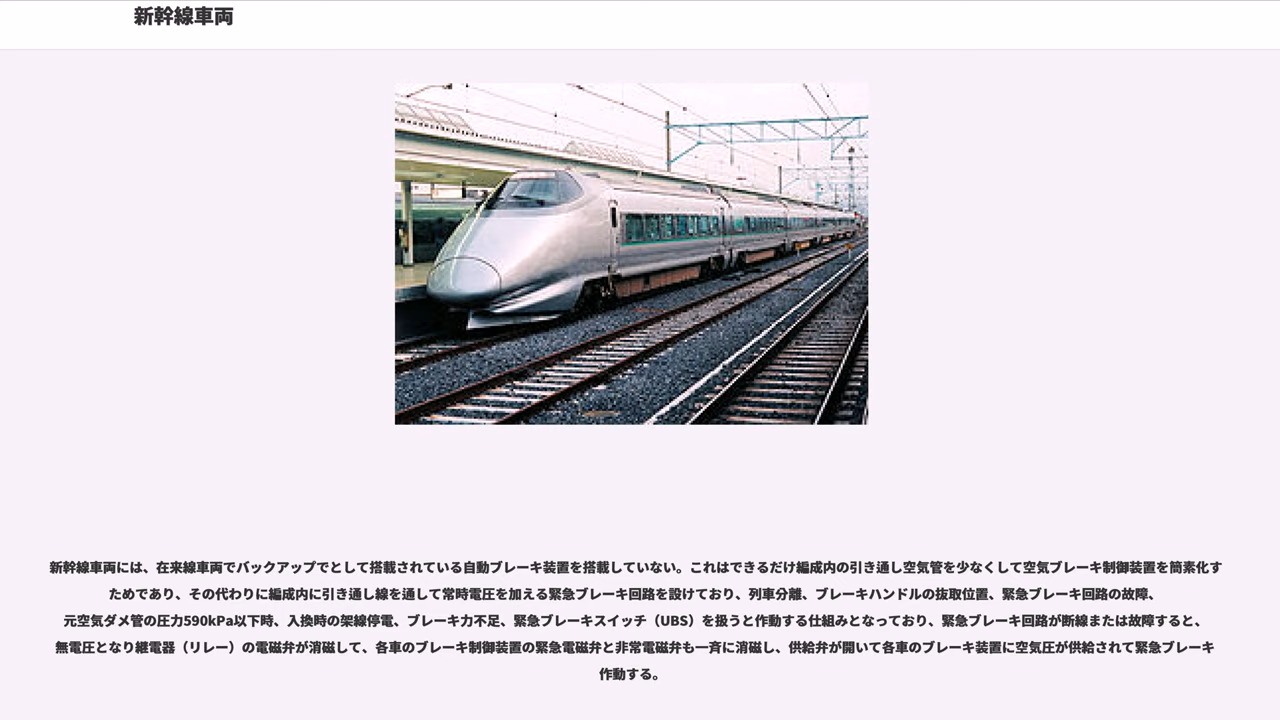 新幹線車両
新幹線車両には、在来線車両でバックアップでとして搭載されている自動ブレーキ装置を搭載していない。これはできるだけ編成内の引き通し空気管を少なくして空気ブレーキ制御装置を簡素化す
ためであり、その代わりに編成内に引き通し線を通して常時電圧を加える緊急ブレーキ回路を設けており、列車分離、ブレーキハンドルの抜取位置、緊急ブレーキ回路の故障、
元空気ダメ管の圧力590kPa以下時、入換時の架線停電、ブレーキ力不足、緊急ブレーキスイッチ（UBS）を扱うと作動する仕組みとなっており、緊急ブレーキ回路が断線または故障すると、
無電圧となり継電器（リレー）の電磁弁が消磁して、各車のブレーキ制御装置の緊急電磁弁と非常電磁弁も一斉に消磁し、供給弁が開いて各車のブレーキ装置に空気圧が供給されて緊急ブレーキ
作動する。